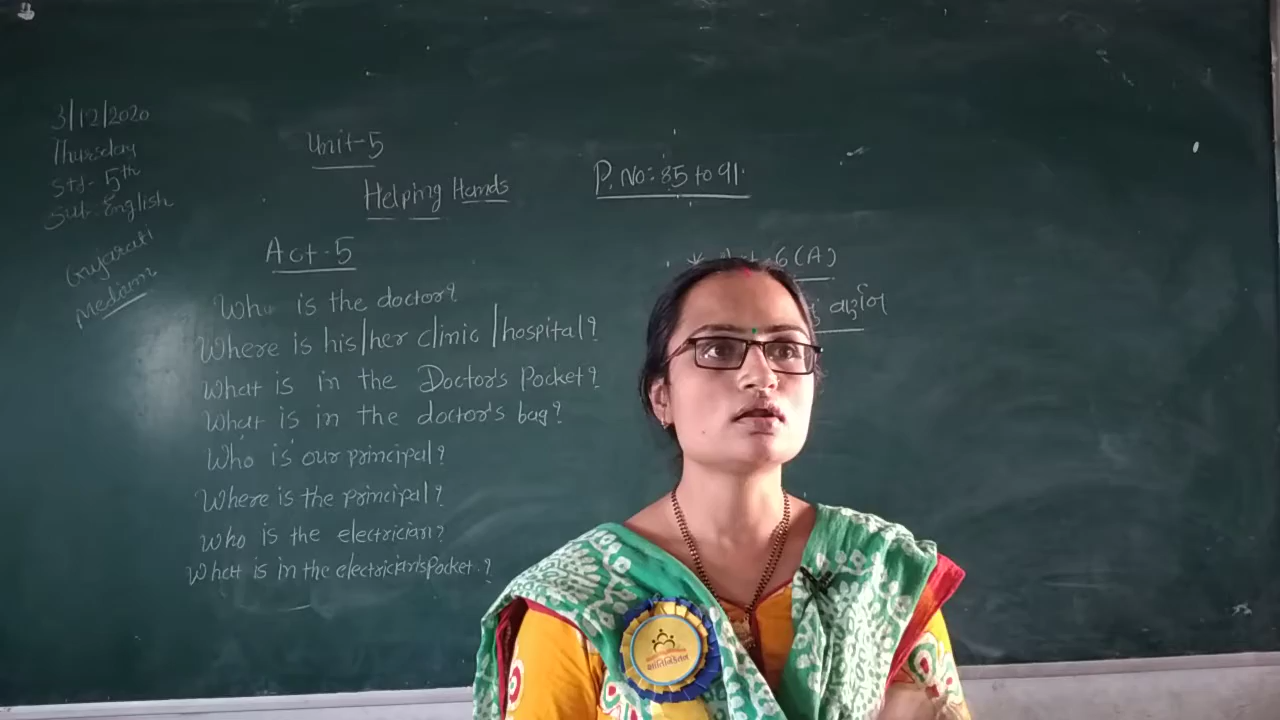 3/12/2020
Thursday
Std- 5th
Sub- English
Gujarati
Medium
Unit-5
Helping Hands
P. No: 85 to 91.
Act-5
Who is the doctor?
Where is his/her clinic/hospital?
What is in the Doctor's Pocket?
What is in the doctor's bag?
Who is our principal?
Where is the principal?
Who is the electrician?
What is in the electrician's Pocket.?
6(A)